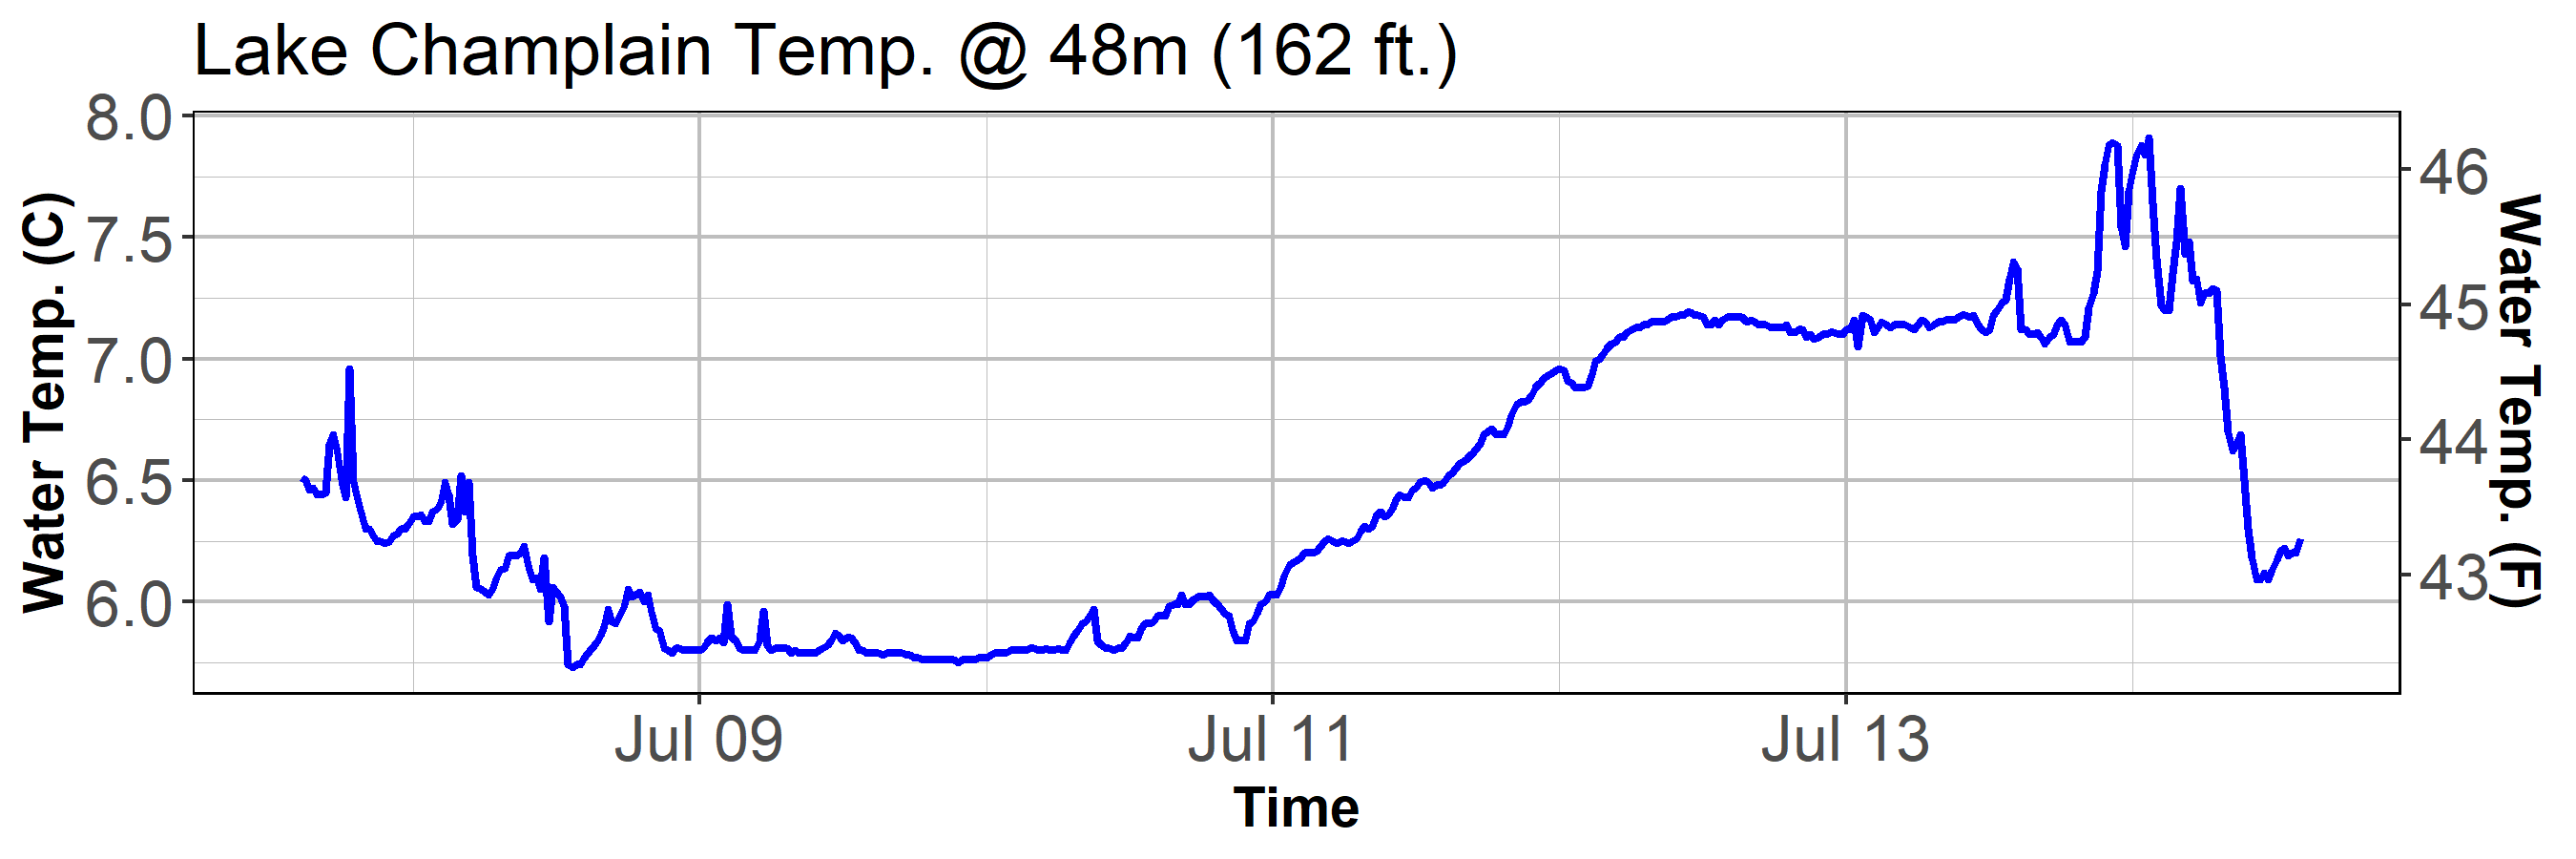 Lake Champlain Temp. @ 48m (162 ft.)
Water Temp. (C)
8.0
7.5
7.0
6.5
6.0
46
45
44
43
Water Temp. (F)
Jul 09 Jul 11 Jul 13
Time